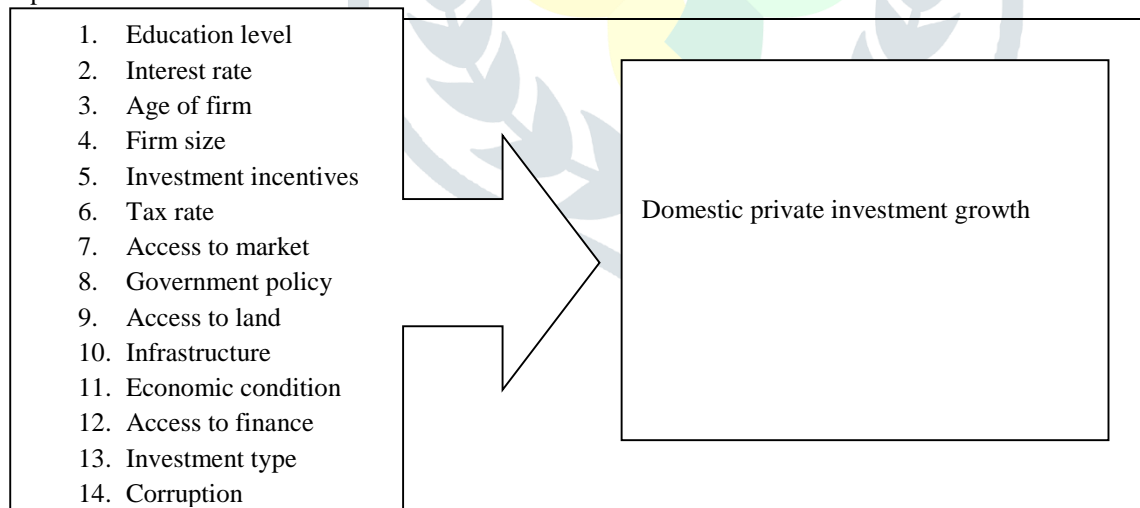 1. Education level
2. Interest rate
3. Age of firm
4. Firm size
5. Investment incentives
6. Tax rate
7. Access to market
8. Government policy
9. Access to land
10. Infrastructure
11. Economic condition
12. Access to finance
13. Investment type
14. Corruption
Domestic private investment growth